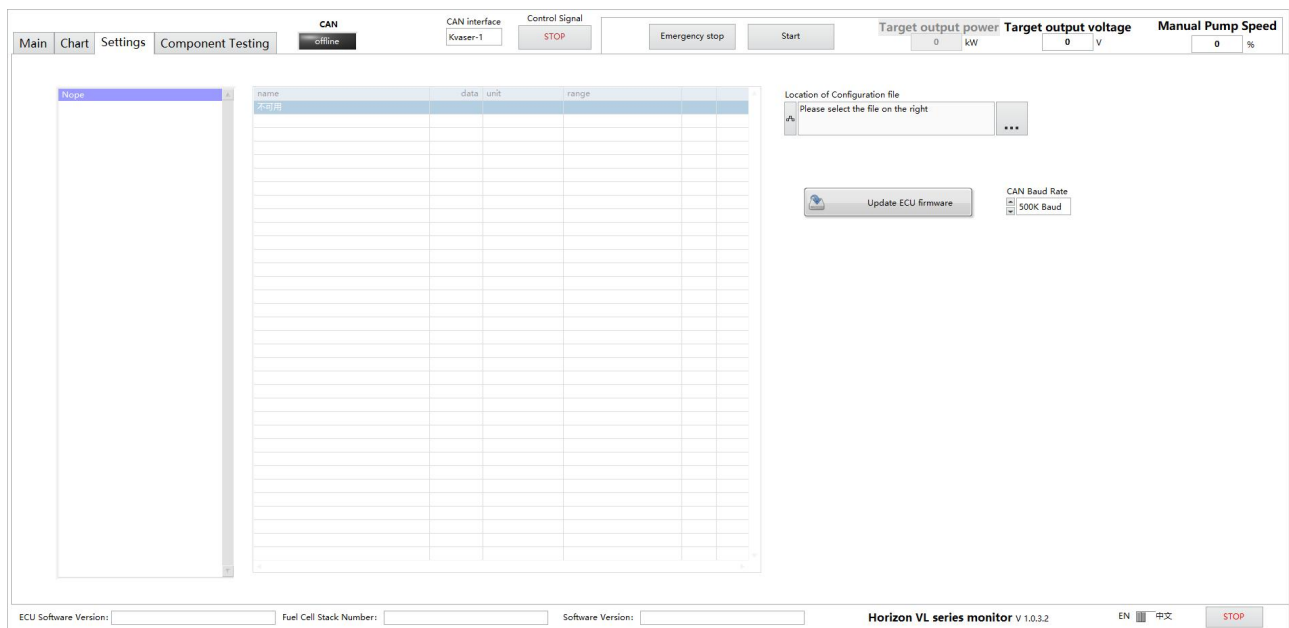 CAN
CAN interface
Control Signal
Main
Chart
Settings
Component Testing
offline
Kvaser-1
STOP
Emergency stop
Start
Target output power
0 kW
Target output voltage
0 V
Manual Pump Speed
0 %
Nope
name data unit range
不可用
Location of Configuration file
Please select the file on the right
...
Update ECU firmware
CAN Baud Rate
500K Baud
ECU Software Version:
Fuel Cell Stack Number:
Software Version:
Horizon VL series monitor V 1.0.3.2
EN 中文
STOP